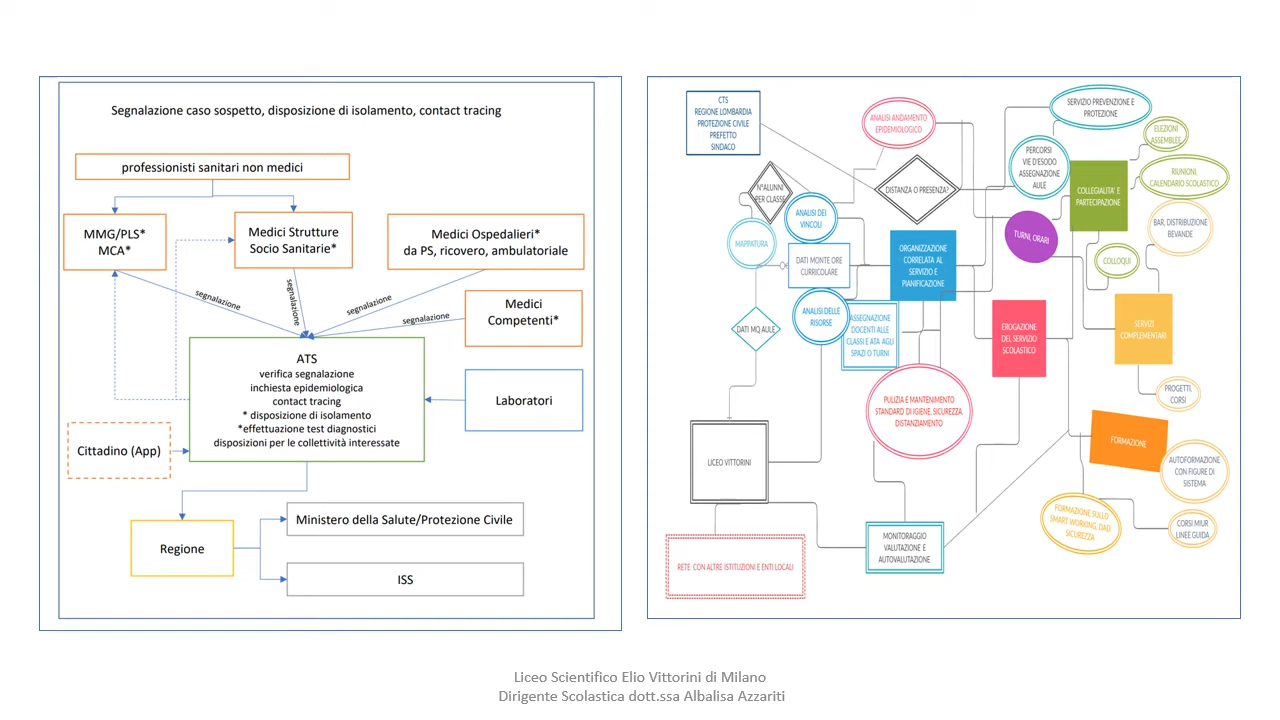 Segnalazione caso sospetto, disposizione di isolamento, contact tracing
professionisti sanitari non medici
MMG/PLS*
MCA*
Medici Strutture
Socio Sanitarie*
Medici Ospedalieri*
da PS, ricovero, ambulatoriale
Medici
Competenti*
segnalazione
segnalazione
segnalazione
segnalazione
ATS
verifica segnalazione
inchiesta epidemiologica
contact tracing
* disposizione di isolamento
*effettuazione test diagnostici
disposizioni per le collettività interessate
Laboratori
Cittadino (App)
Regione
Ministero della Salute/Protezione Civile
ISS
CTS
REGIONE LOMBARDIA
PROTEZIONE CIVILE
PREFETTO
SINDACO
ANALISI ANDAMENTO
EPIDEMIOLOGICO
SERVIZIO PREVENZIONE E
PROTEZIONE
ELEZIONI
ASSEMBLEE
PERCORSI
VIE D'ESODO
ASSEGNAZIONE
AULE
RIUNIONI,
CALENDARIO SCOLASTICO
N°ALUNNI
PER CLASSE
DISTANZA O PRESENZA?
COLLEGIALITA' E
PARTECIPAZIONE
ANALISI DEI
VINCOLI
BAR, DISTRIBUZIONE
BEVANDE
TURNI, ORARI
MAPPATURA
ORGANIZZAZIONE
CORRELATA AL
SERVIZIO E
PIANIFICAZIONE
DATI MONTE ORE
CURRICOLARE
COLLOQUI
ANALISI DELLE
RISORSE
ASSEGNAZIONE
DOCENTI ALLE
CLASSI E ATA AGLI
SPAZI O TURNI
DATI MQ AULE
EROGAZIONE
DEL SERVIZIO
SCOLASTICO
SERVIZI
COMPLEMENTARI
PULIZIA E MANTENIMENTO
STANDARD DI IGIENE, SICUREZZA,
DISTANZIAMENTO
PROGETTI,
CORSI
FORMAZIONE
LICEO VITTORINI
AUTOFORMAZIONE
CON FIGURE DI
SISTEMA
FORMAZIONE SULLO
SMART WORKING, DAD,
SICUREZZA
CORSI MIUR
LINEE GUIDA
MONITORAGGIO
VALUTAZIONE E
AUTOVALUTAZIONE
RETE CON ALTRE ISTITUZIONI E ENTI LOCALI
Liceo Scientifico Elio Vittorini di Milano
Dirigente Scolastica dott.ssa Albalisa Azzariti